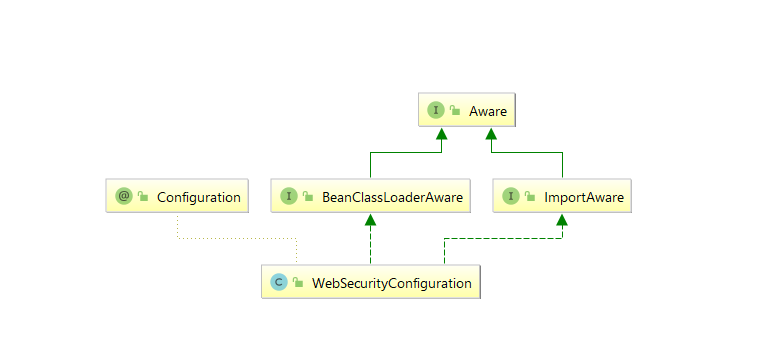 I Aware
@ Configuration
I BeanClassLoaderAware
I ImportAware
C WebSecurityConfiguration